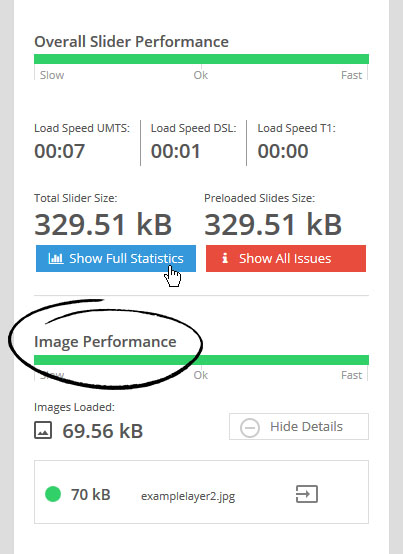 Overall Slider Performance
Slow Ok Fast
Load Speed UMTS: Load Speed DSL: Load Speed T1:
00:07 00:01 00:00
Total Slider Size: Preloaded Slides Size:
329.51 kB 329.51 kB
Show Full Statistics Show All Issues
Image Performance
Slow Ok Fast
Images Loaded:
69.56 kB Hide Details
70 kB examplelayer2.jpg